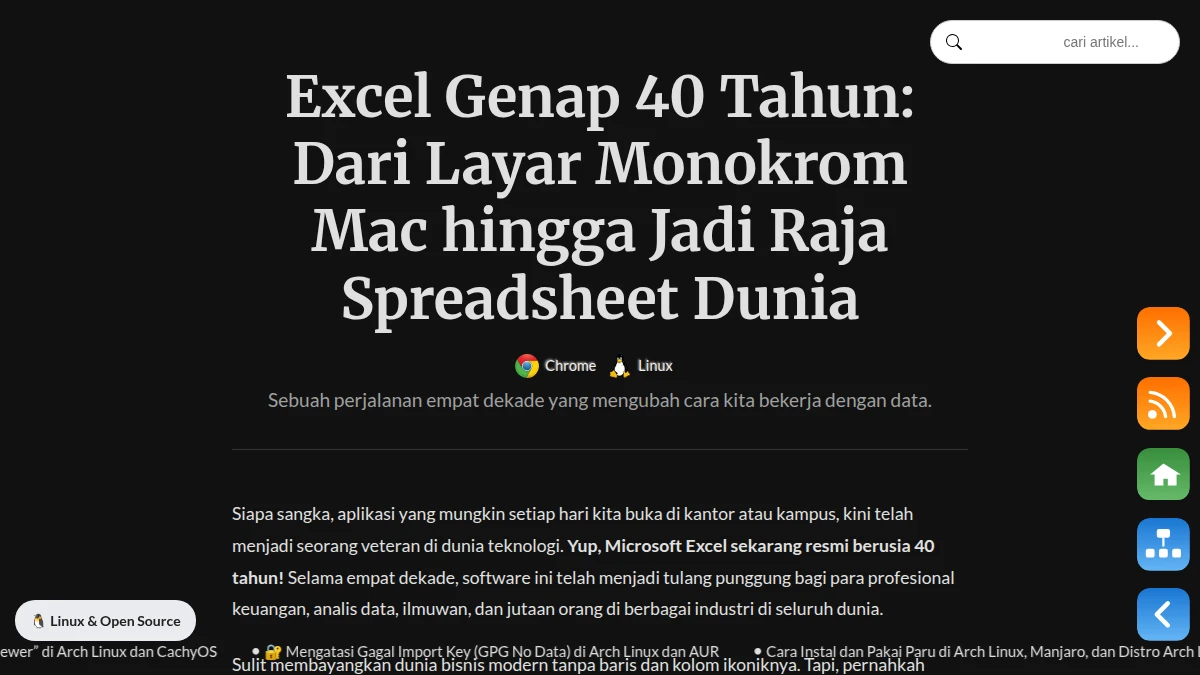 cari artikel...
Excel Genap 40 Tahun:
Dari Layar Monokrom
Mac hingga Jadi Raja
Spreadsheet Dunia
Chrome Linux
Sebuah perjalanan empat dekade yang mengubah cara kita bekerja dengan data.
Siapa sangka, aplikasi yang mungkin setiap hari kita buka di kantor atau kampus, kini telah
menjadi seorang veteran di dunia teknologi. Yup, Microsoft Excel sekarang resmi berusia 40
tahun! Selama empat dekade, software ini telah menjadi tulang punggung bagi para profesional
keuangan, analis data, ilmuwan, dan jutaan orang di berbagai industri di seluruh dunia.
🐧 Linux & Open Source
ewer” di Arch Linux dan CachyOS • 🔐 Mengatasi Gagal Import Key (GPG No Data) di Arch Linux dan AUR • Cara Instal dan Pakai Paru di Arch Linux, Manjaro, dan Distro Arch
Sulit membayangkan dunia bisnis modern tanpa baris dan kolom ikoniknya. Tapi, pernahkah